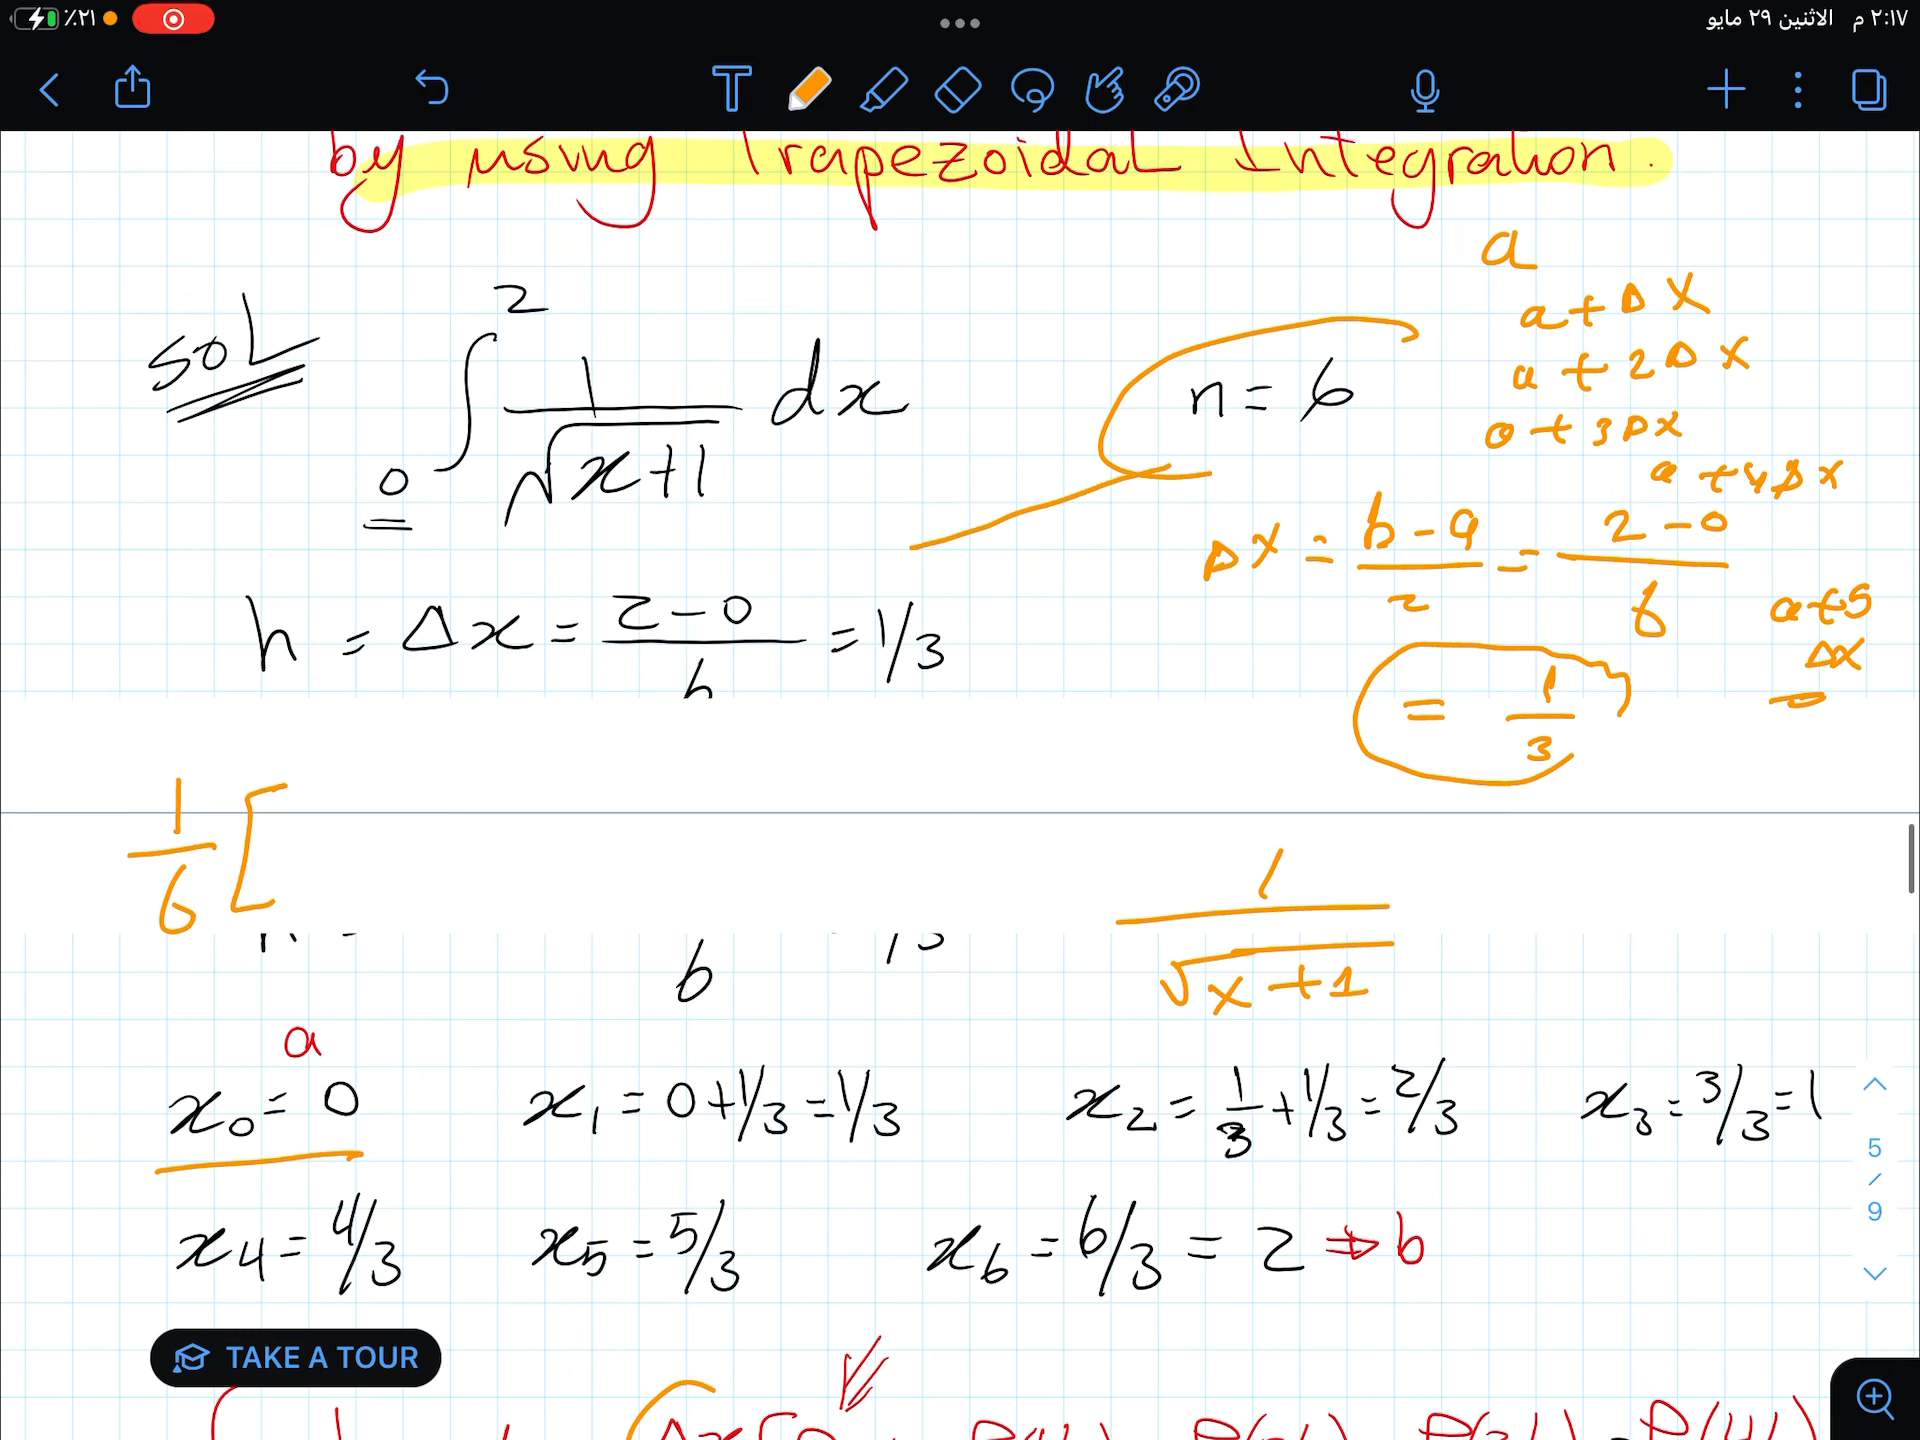 ٪٢١
٢:١٧ م الاثنين ٢٩ مايو
by using Trapezoidal Integration.
a
a + Δx
a + 2Δx
a + 3Δx
a + 4Δx
a + 5Δx
sol
∫₀² 1/√(x+1) dx
n = 6
Δx = (b - a)/2 = (2 - 0)/6
= 1/3
h = Δx = (2 - 0)/6 = 1/3
1/6 [
1/√(x + 1)
a
x₀ = 0 x₁ = 0 + 1/3 = 1/3 x₂ = 1/3 + 1/3 = 2/3 x₃ = 3/3 = 1
x₄ = 4/3 x₅ = 5/3 x₆ = 6/3 = 2 ⇒ b
5
/
9
TAKE A TOUR